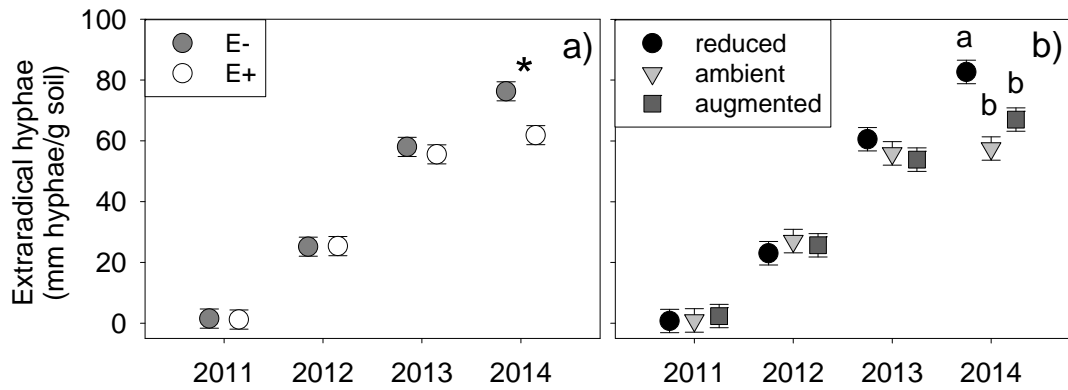 Extraradical hyphae
(mm hyphae/g soil)
100
80
60
40
20
0
E-
E+
a)
*
2011 2012 2013 2014
reduced
ambient
augmented
b)
a
b
b
2011 2012 2013 2014